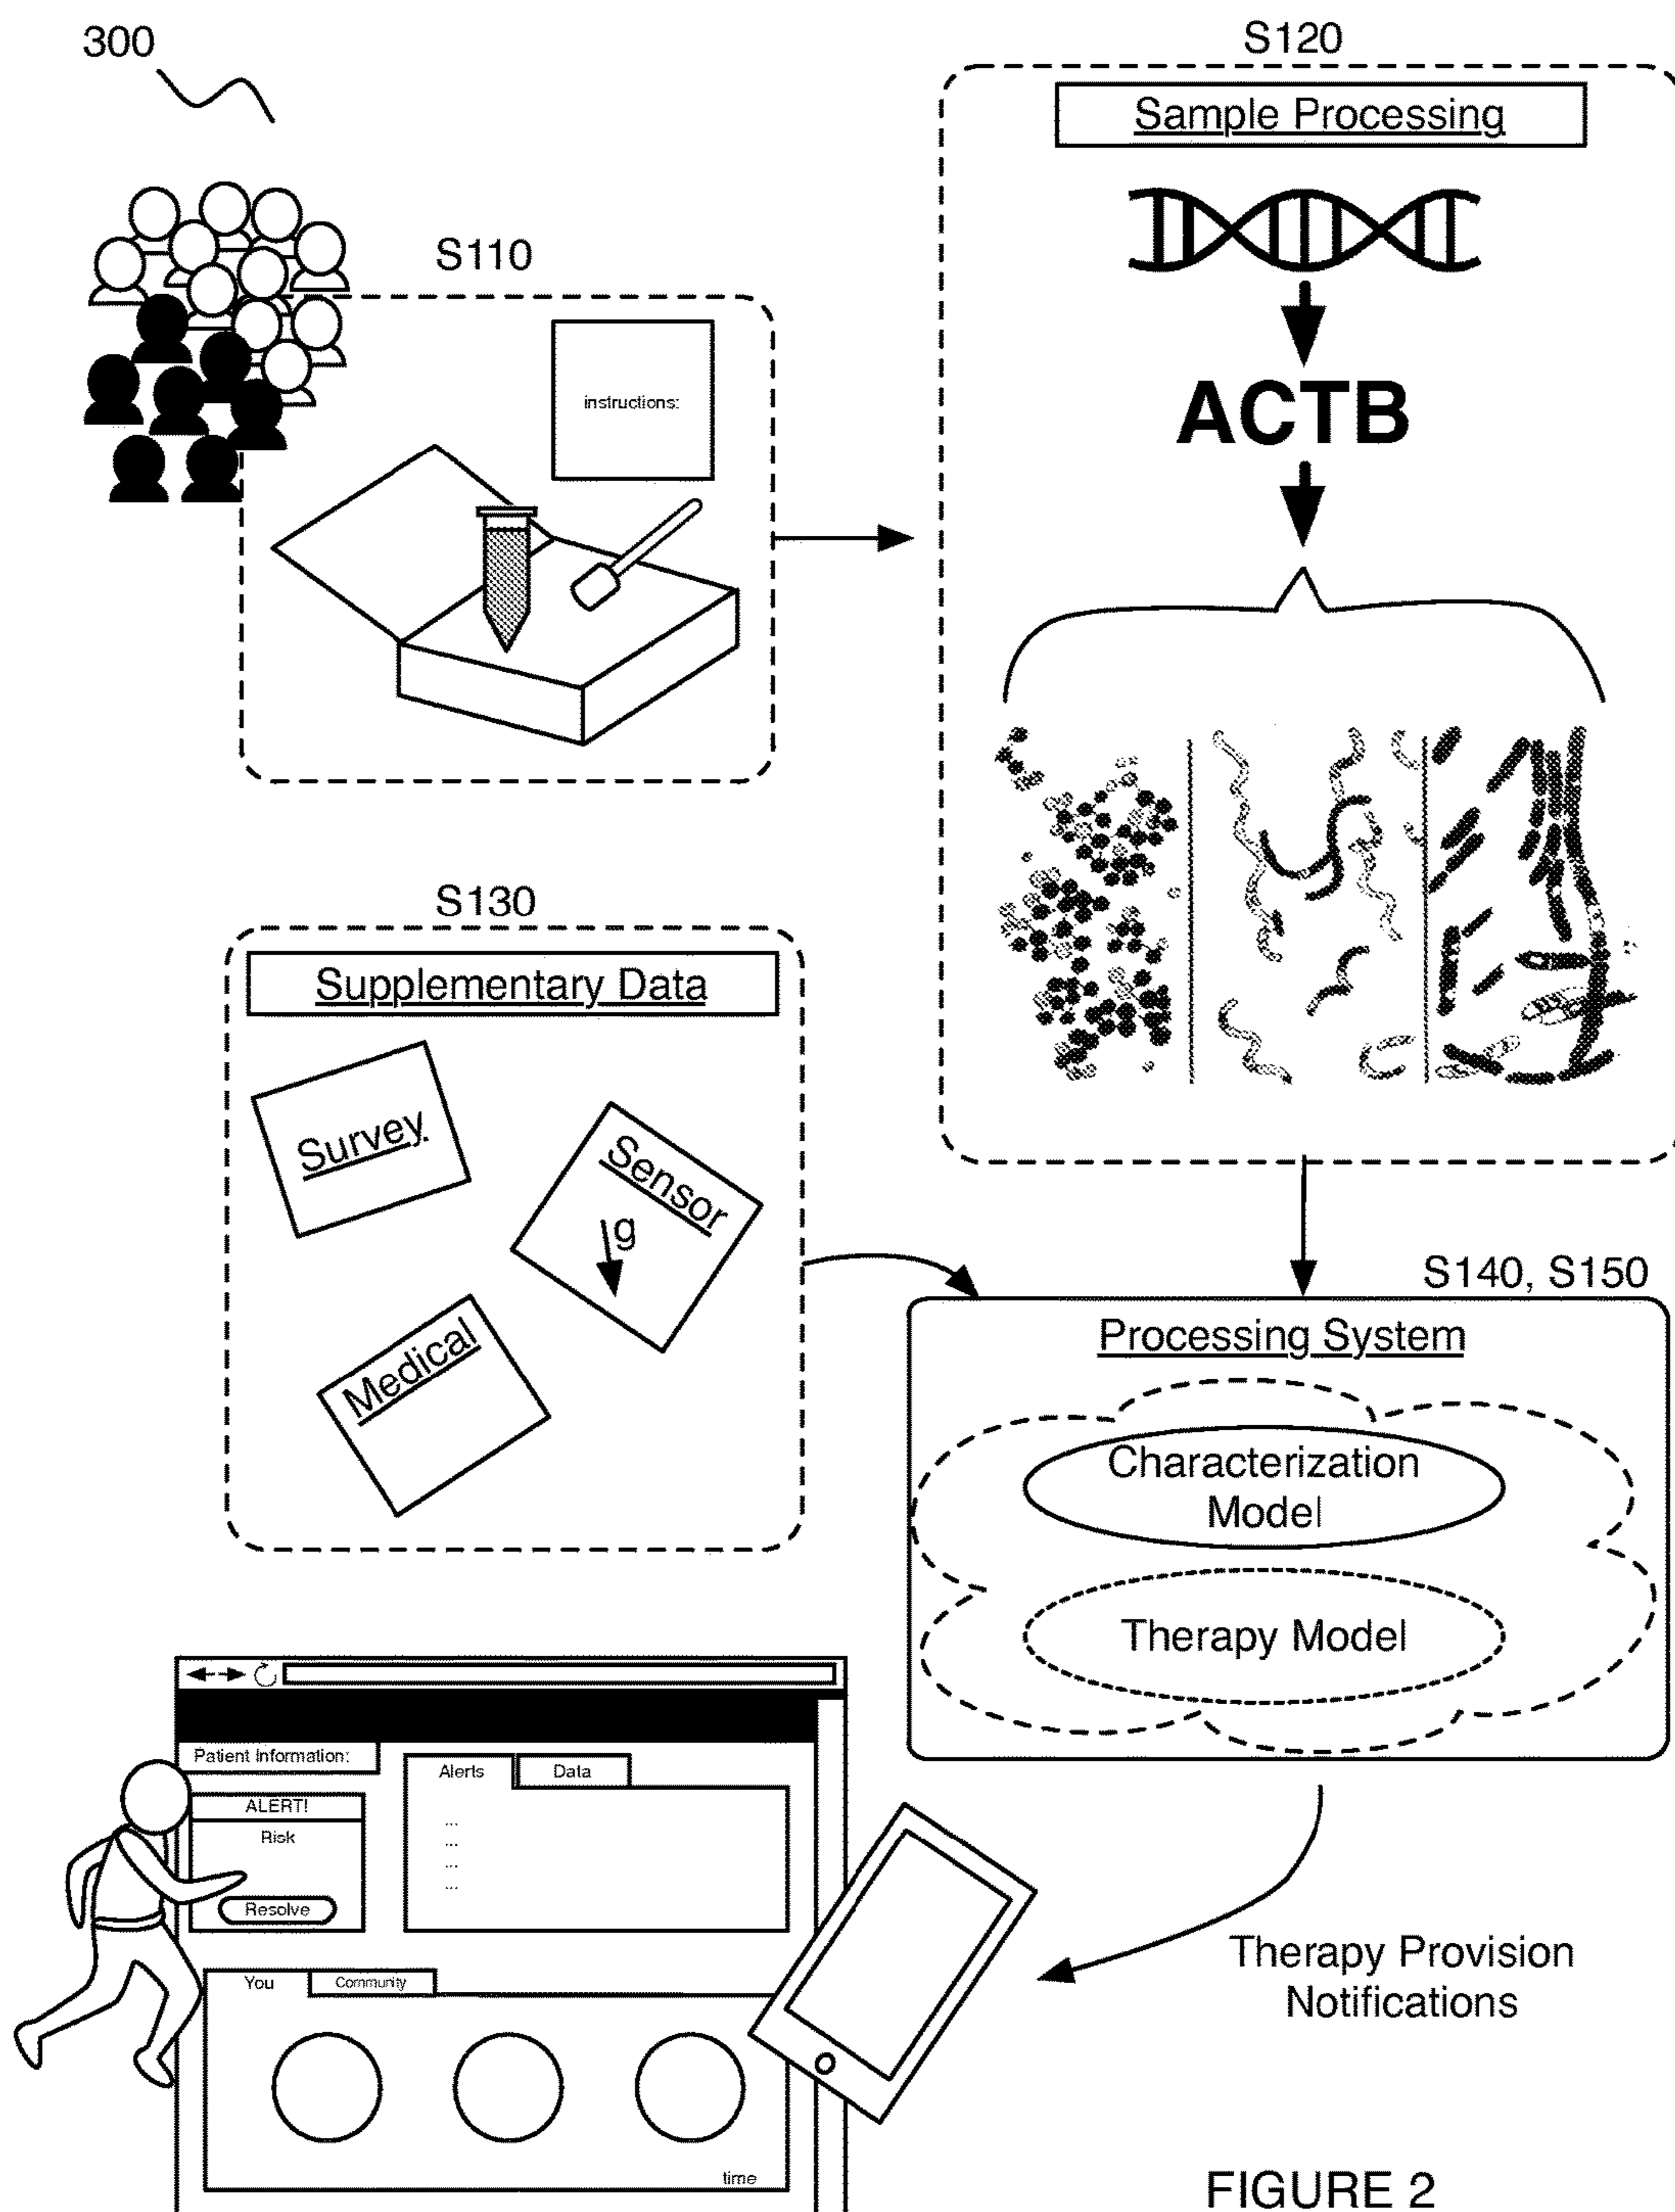 300
S110
instructions:
S120
Sample Processing
ACTB
S130
Supplementary Data
Survey
Sensor
g
Medical
S140, S150
Processing System
Characterization
Model
Therapy Model
Patient Information:
ALERT!
Risk
Resolve
Alerts
Data
...
...
...
...
You
Community
time
Therapy Provision
Notifications
FIGURE 2